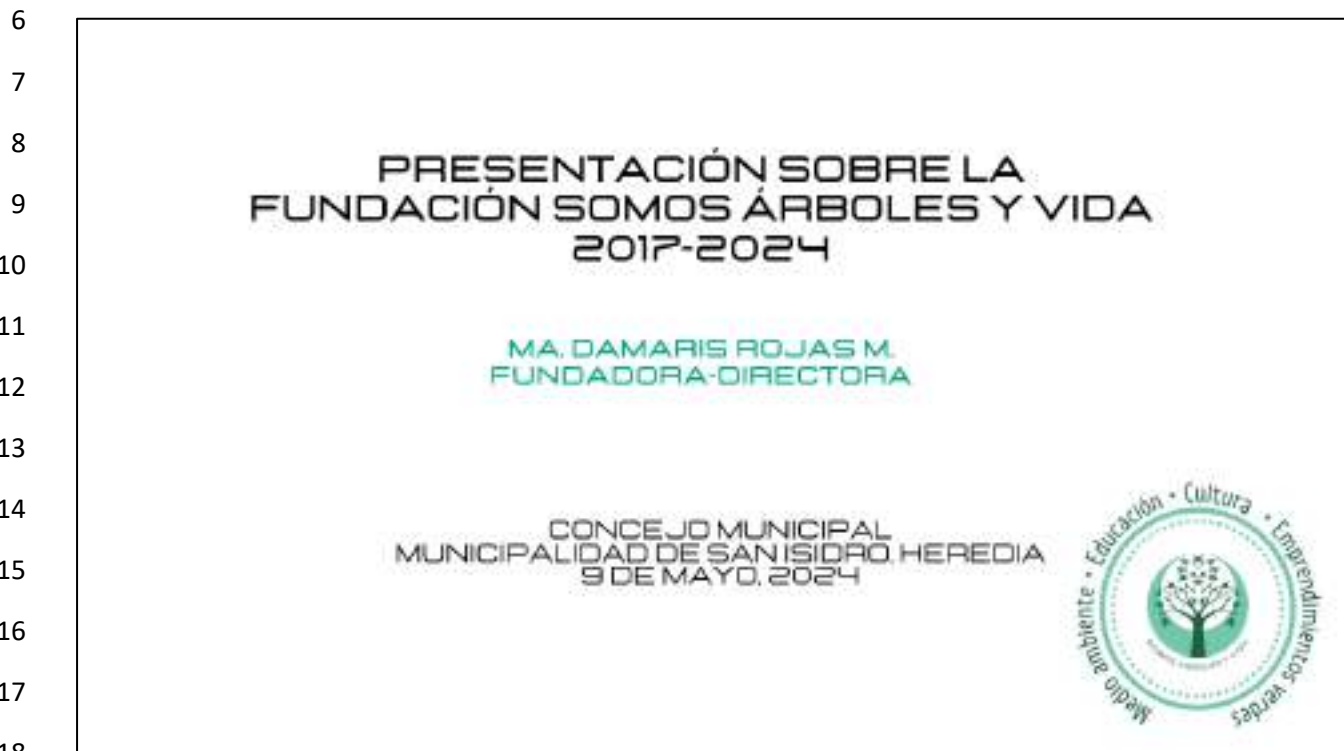 6
7
8
PRESENTACIÓN SOBRE LA
9
FUNDACIÓN SOMOS ÁRBOLES Y VIDA
2017-2024
10
11
MA. DAMARIS ROJAS M.
FUNDADORA-DIRECTORA
12
13
14
CONCEJO MUNICIPAL
MUNICIPALIDAD DE SAN ISIDRO, HEREDIA
15
9 DE MAYO, 2024
16
17
18
Medio ambiente • Educación • Cultura • Emprendimientos verdes